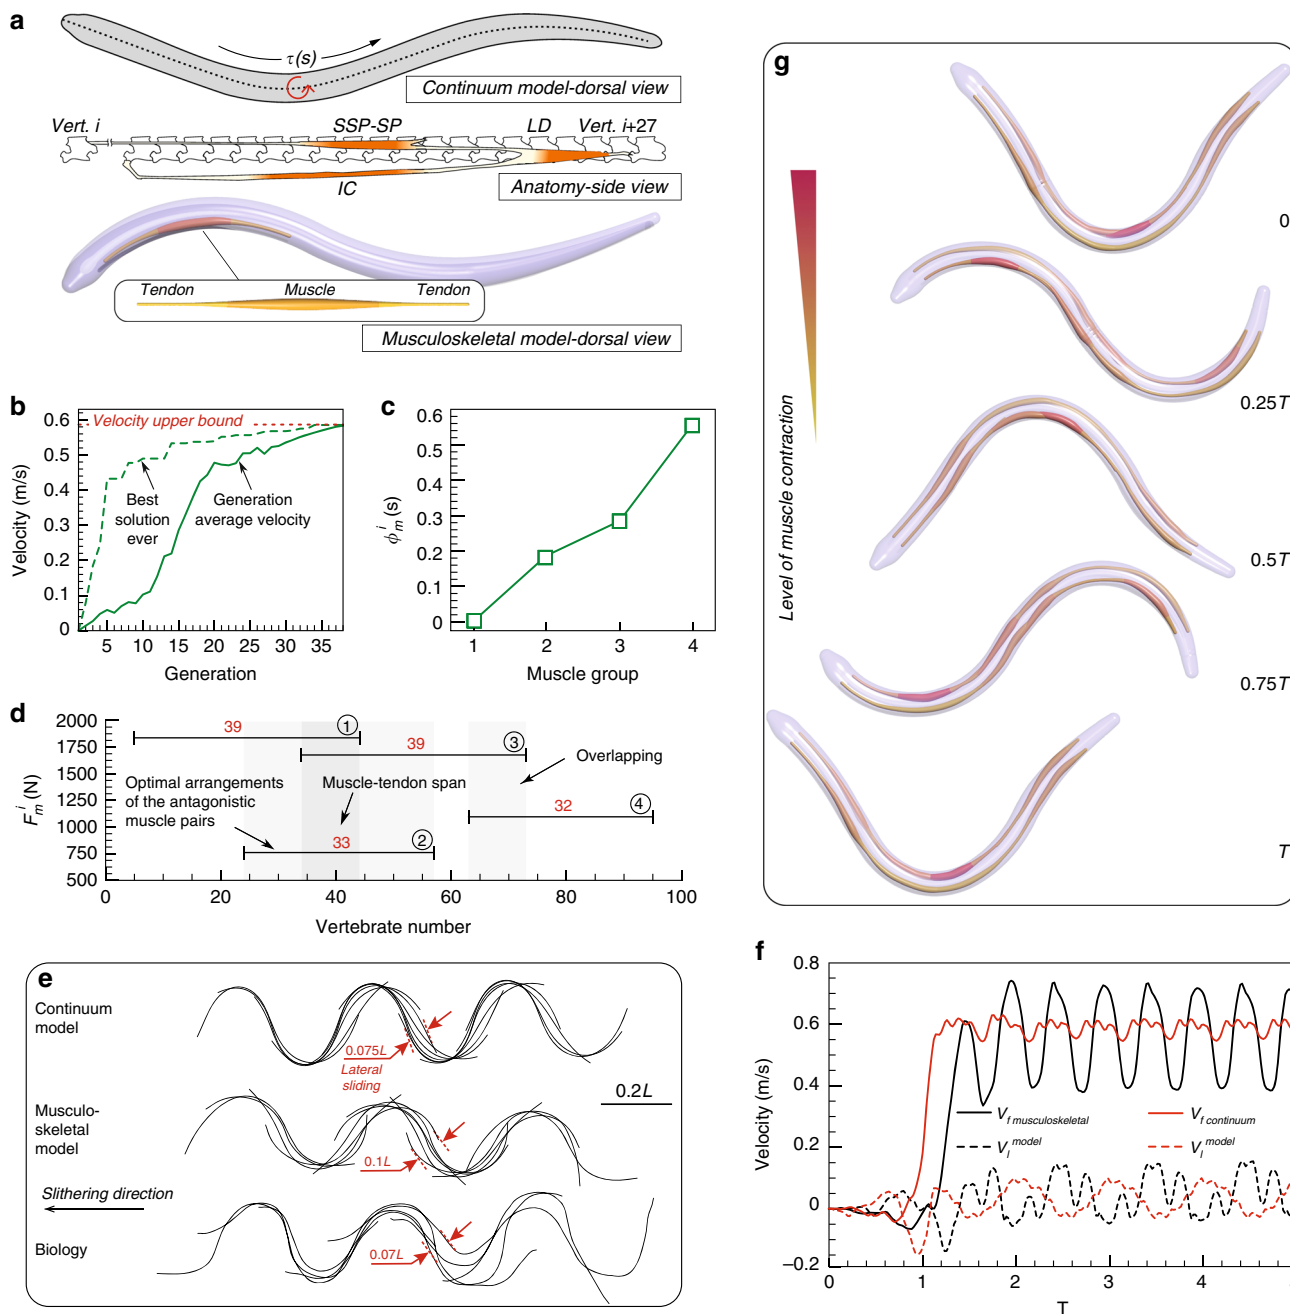 a
τ(s)
Continuum model-dorsal view
Vert. i
SSP-SP
LD
Vert. i+27
IC
Anatomy-side view
Tendon
Muscle
Tendon
Musculoskeletal model-dorsal view
b
Velocity upper bound
0.6
0.5
0.4
0.3
0.2
0.1
0
Velocity (m/s)
Best
solution
ever
Generation
average velocity
5 10 15 20 25 30 35
Generation
c
0.6
0.5
0.4
0.3
0.2
0.1
0
ϕ_m^i (s)
1 2 3 4
Muscle group
d
2000
1750
1500
1250
1000
750
500
F_m^i (N)
39
1
39
3
Overlapping
Optimal arrangements
of the antagonistic
muscle pairs
Muscle-tendon span
32
4
33
2
0 20 40 60 80 100
Vertebrate number
e
Continuum
model
0.075L
Lateral
sliding
0.2L
Musculo-
skeletal
model
0.1L
Slithering direction
Biology
0.07L
g
Level of muscle contraction
0
0.25T
0.5T
0.75T
T
f
0.8
0.6
0.4
0.2
0
–0.2
Velocity (m/s)
V_f musculoskeletal
V_f continuum
V_l^model
V_l^model
0 1 2 3 4
T